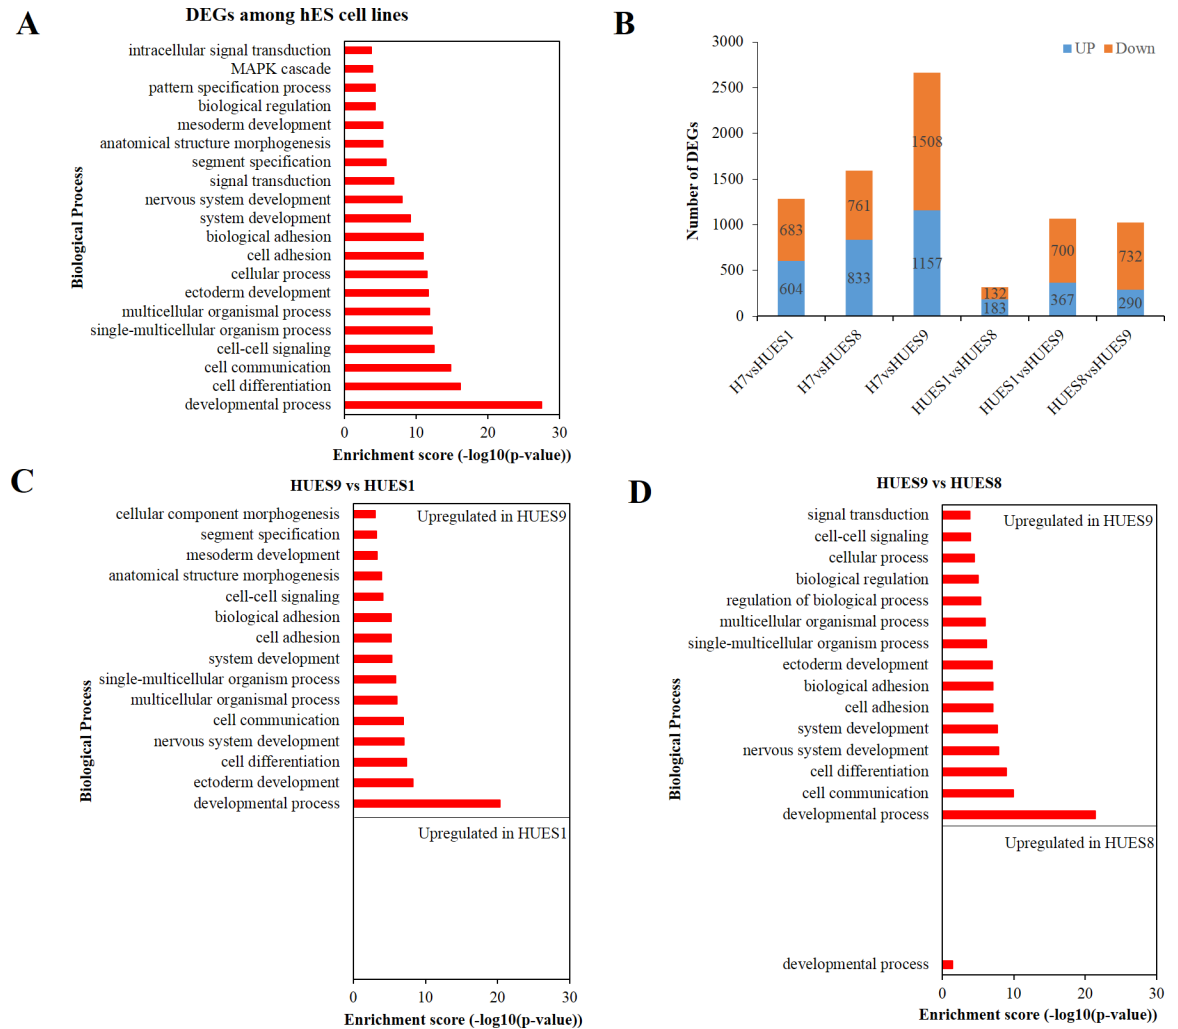 A
DEGs among hES cell lines
intracellular signal transduction
MAPK cascade
pattern specification process
biological regulation
mesoderm development
anatomical structure morphogenesis
segment specification
signal transduction
nervous system development
system development
biological adhesion
cell adhesion
cellular process
ectoderm development
multicellular organismal process
single-multicellular organism process
cell-cell signaling
cell communication
cell differentiation
developmental process
Biological Process
0 10 20 30
Enrichment score (-log10(p-value))
B
UP Down
3000
2500
2000
1500
1000
500
0
Number of DEGs
683
604
761
833
1508
1157
132
183
700
367
732
290
H7vsHUES1
H7vsHUES8
H7vsHUES9
HUES1vsHUES8
HUES1vsHUES9
HUES8vsHUES9
C
HUES9 vs HUES1
Upregulated in HUES9
cellular component morphogenesis
segment specification
mesoderm development
anatomical structure morphogenesis
cell-cell signaling
biological adhesion
cell adhesion
system development
single-multicellular organism process
multicellular organismal process
cell communication
nervous system development
cell differentiation
ectoderm development
developmental process
Upregulated in HUES1
Biological Process
0 10 20 30
Enrichment score (-log10(p-value))
D
HUES9 vs HUES8
Upregulated in HUES9
signal transduction
cell-cell signaling
cellular process
biological regulation
regulation of biological process
multicellular organismal process
single-multicellular organism process
ectoderm development
biological adhesion
cell adhesion
system development
nervous system development
cell differentiation
cell communication
developmental process
Upregulated in HUES8
developmental process
Biological Process
0 10 20 30
Enrichment score (-log10(p-value))